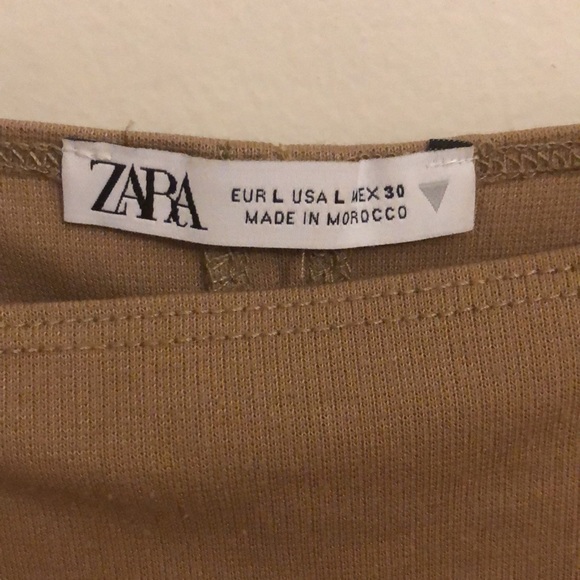 ZARA
EUR L USA L MEX 30
MADE IN MOROCCO